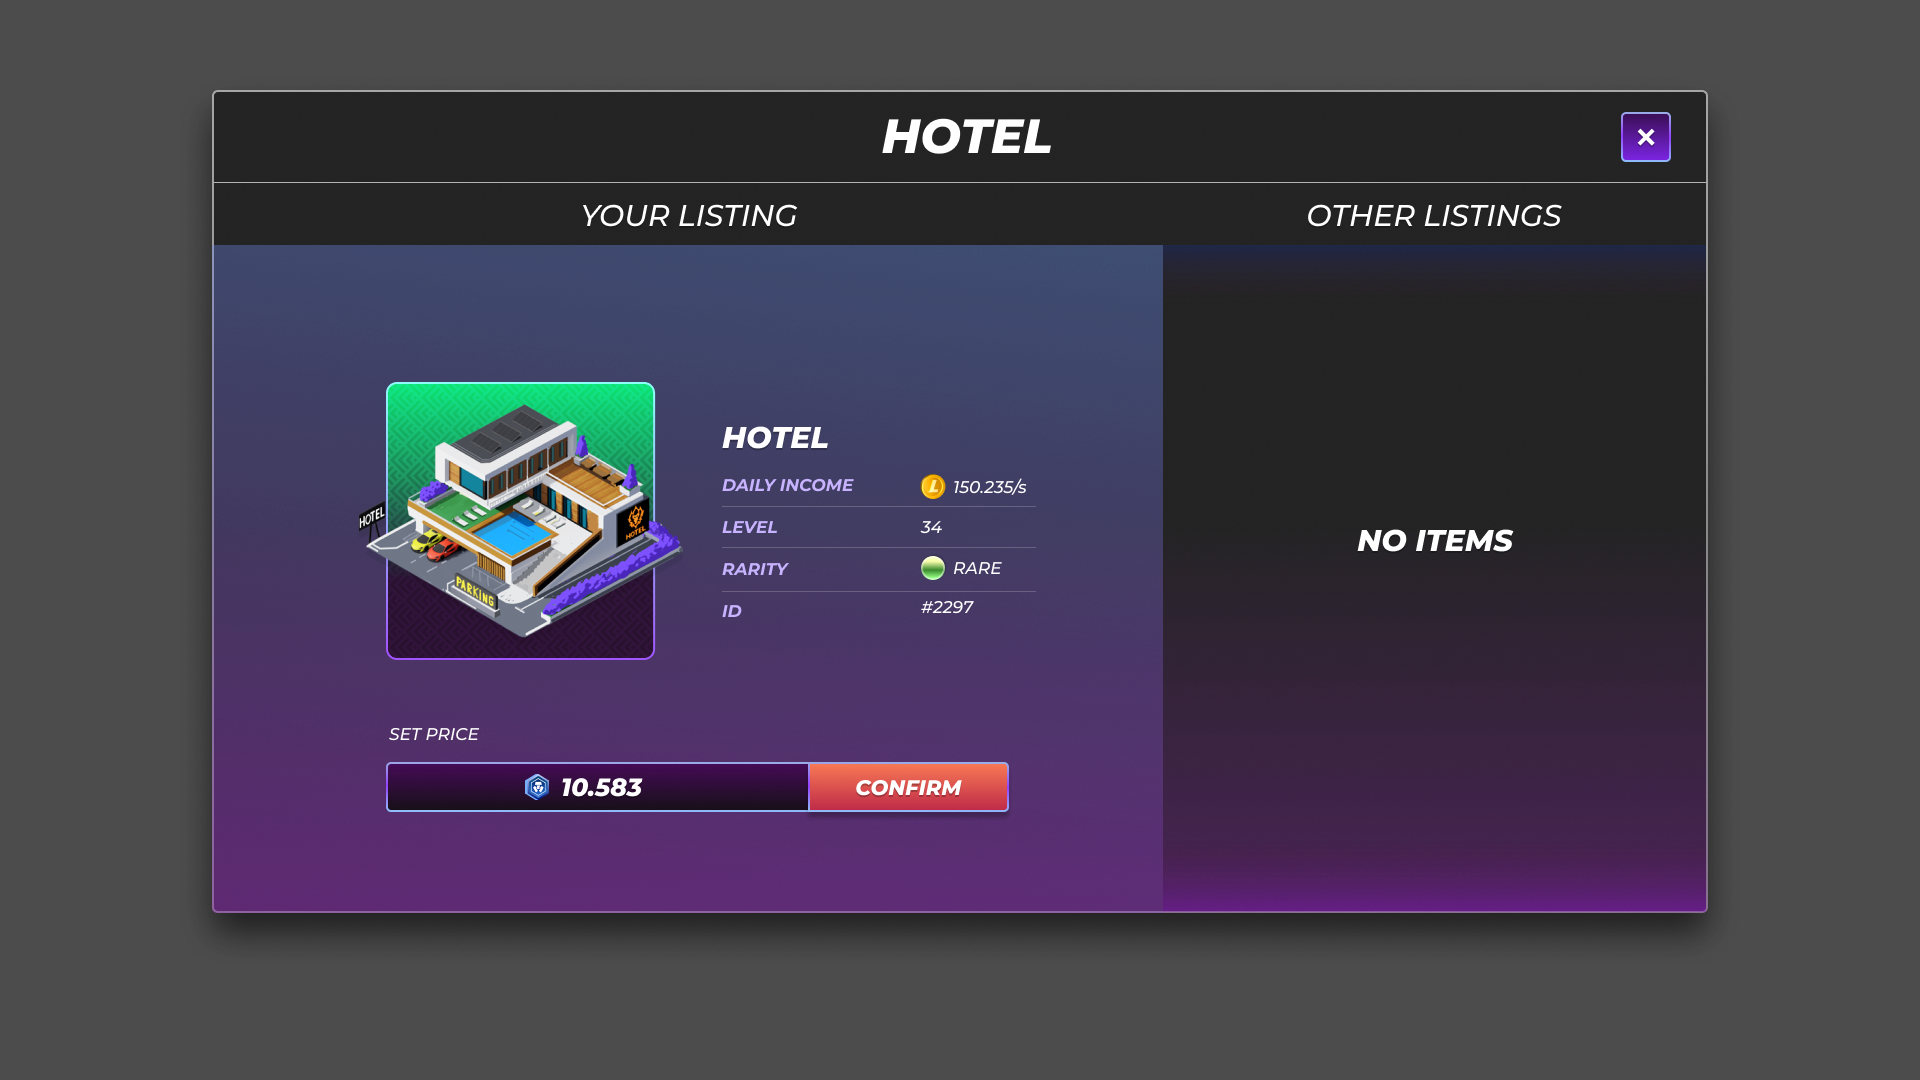 HOTEL
YOUR LISTING
OTHER LISTINGS
HOTEL
HOTEL
PARKING
HOTEL
DAILY INCOME
L 150.235/s
LEVEL
34
RARITY
RARE
ID
#2297
NO ITEMS
SET PRICE
10.583
CONFIRM